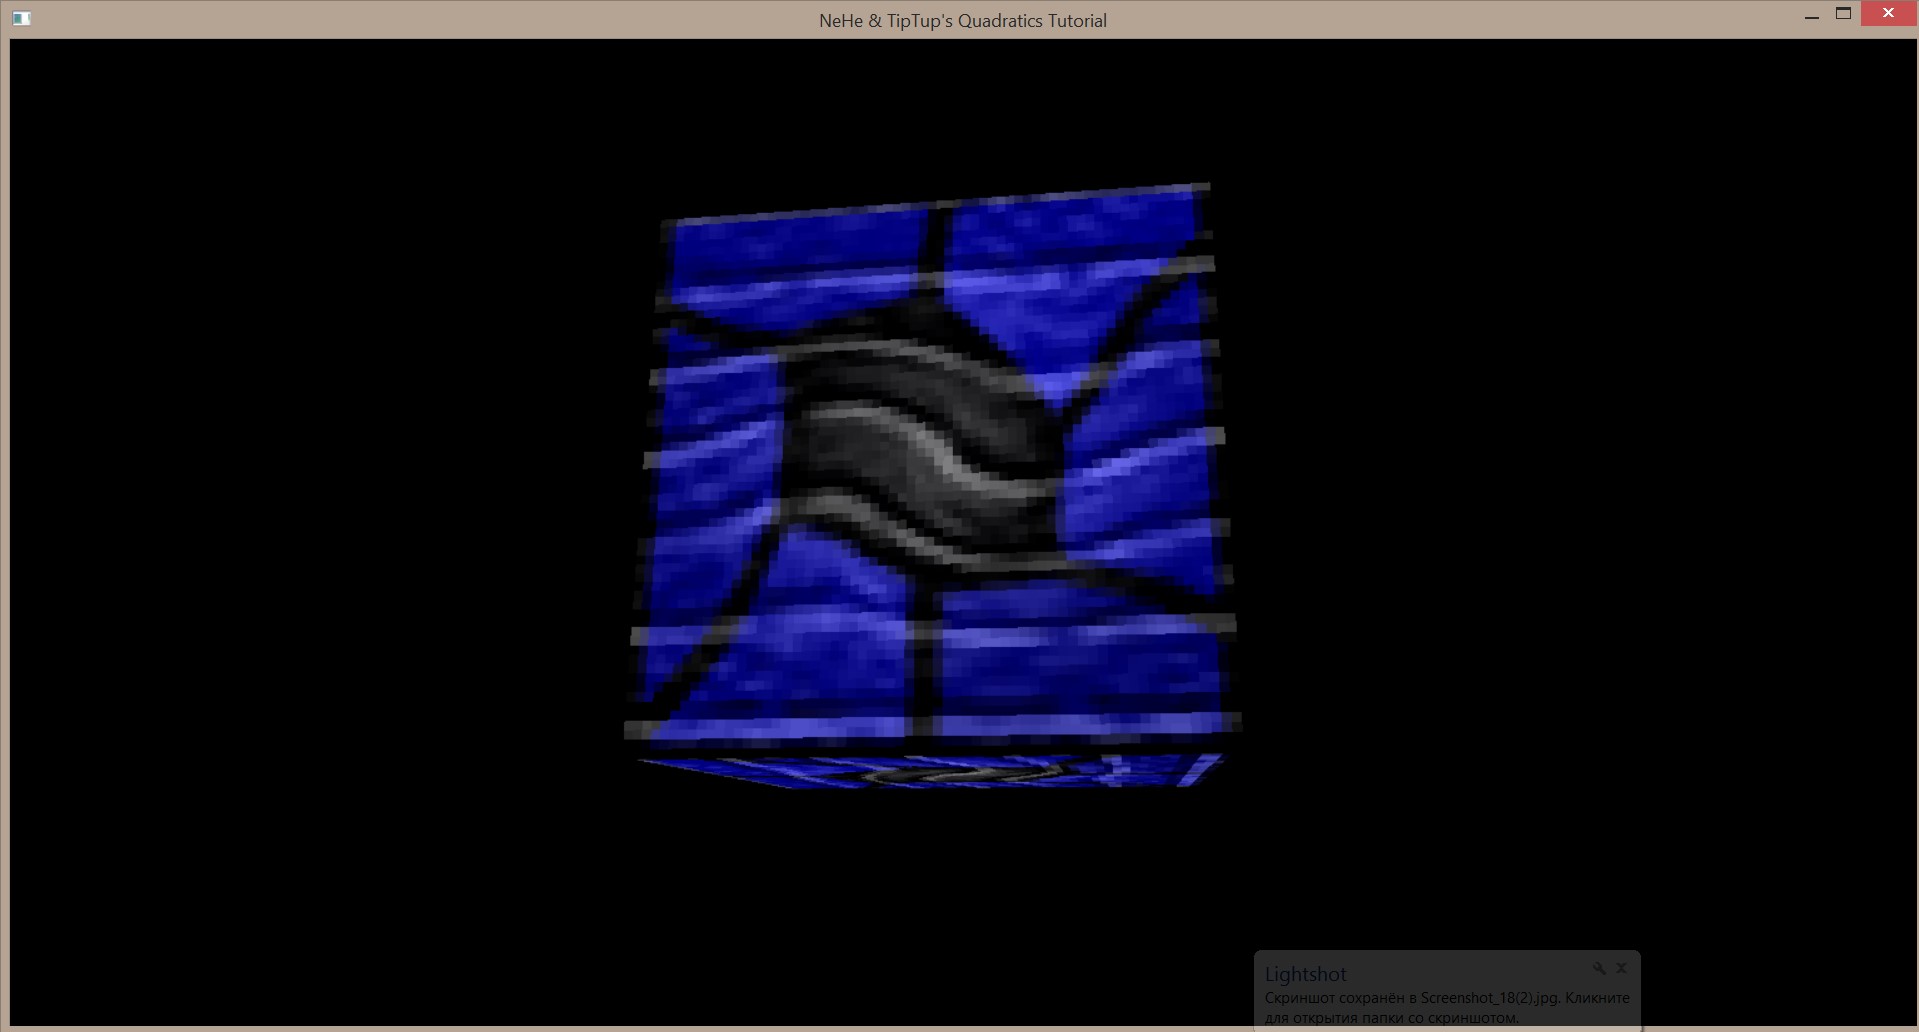 NeHe & TipTup's Quadratics Tutorial
Lightshot
Скриншот сохранён в Screenshot_18(2).jpg. Кликните
для открытия папки со скриншотом.